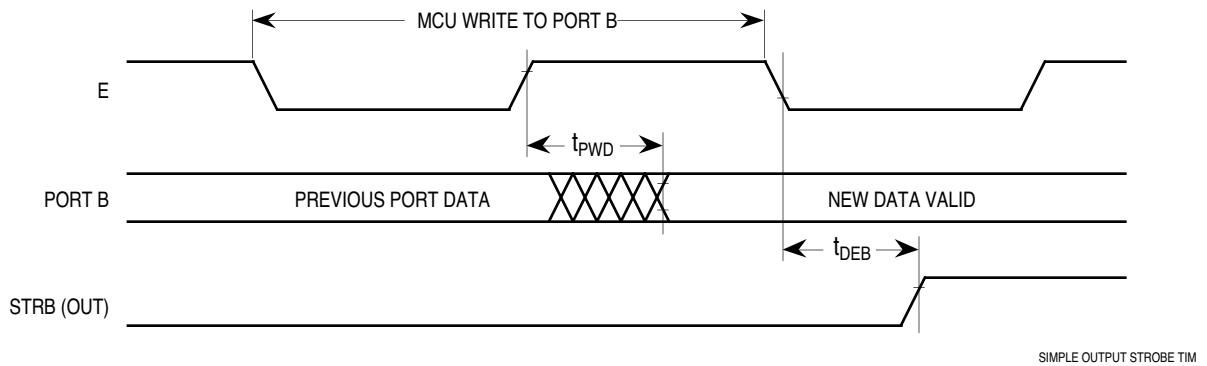 MCU WRITE TO PORT B
E
tPWD
PORT B
PREVIOUS PORT DATA
NEW DATA VALID
tDEB
STRB (OUT)
SIMPLE OUTPUT STROBE TIM